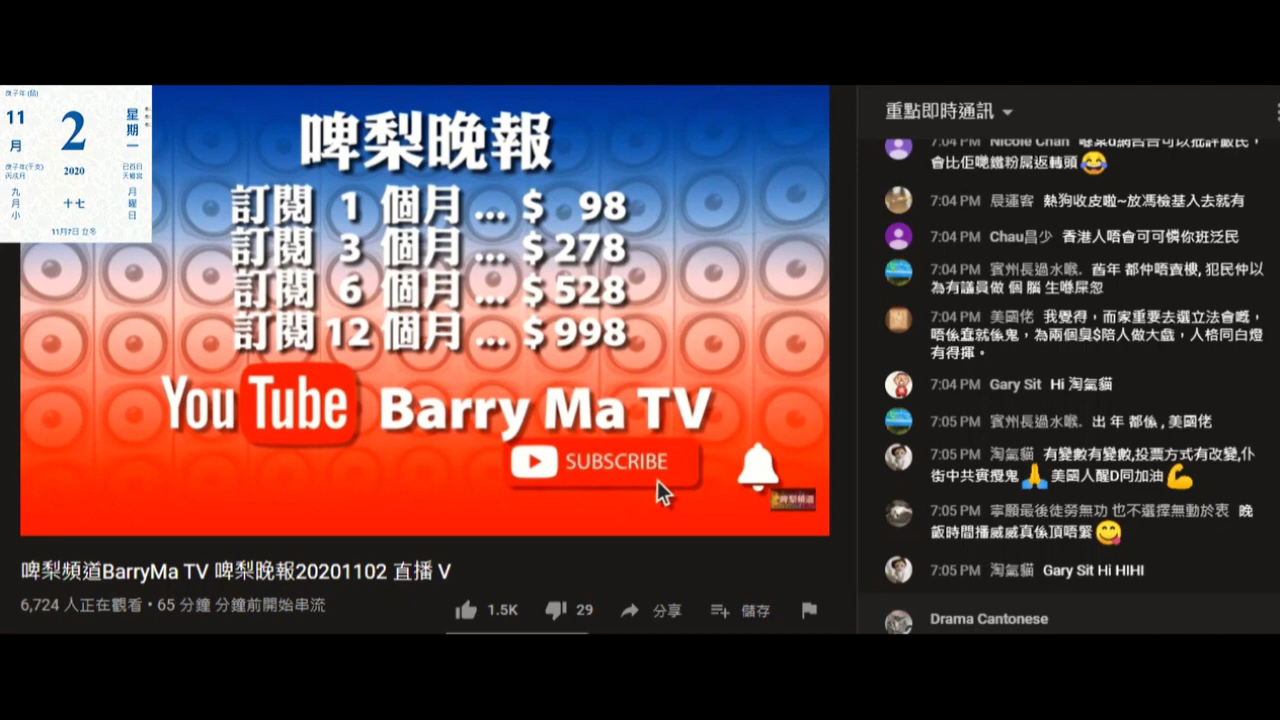 庚子年
11
月
2
2020
十七
星
期
一
九
月
小
月
曜
日
11月7日 立冬
啤梨晚報
訂閱 1 個月 ... $ 98
訂閱 3 個月 ... $ 278
訂閱 6 個月 ... $ 528
訂閱 12 個月 ... $ 998
YouTube Barry Ma TV
SUBSCRIBE
啤梨頻道
啤梨頻道BarryMa TV 啤梨晚報20201102 直播 V
6,724 人正在觀看 • 65 分鐘 分鐘前開始串流
1.5K 29 分享 儲存
重點即時通訊
7:04 PM Nicole Chan
會比佢哋鐵粉屌返轉頭😂
7:04 PM 晨運客 熱狗收皮啦~放馮檢基入去就有
7:04 PM Chau昌少 香港人唔會可可憐你班泛民
7:04 PM 賓州長過水喉. 舊年 都仲唔賣樓, 犯民仲以
為有議員做 個 腦 生喺屎忽
7:04 PM 美國佬 我覺得，而家重要去選立法會嘅，
唔係蠢就係鬼，為兩個臭$陪人做大戲，人格同白燈
有得揮。
7:04 PM Gary Sit Hi 淘氣貓
7:05 PM 賓州長過水喉. 出 年 都係 , 美國佬
7:05 PM 淘氣貓 有變數有變數,投票方式有改變,仆
街中共實攪鬼🙏美國人醒D同加油💪
7:05 PM 寧願最後徒勞無功 也不選擇無動於衷 晚
飯時間播威威真係頂唔緊😋
7:05 PM 淘氣貓 Gary Sit Hi HIHI
Drama Cantonese